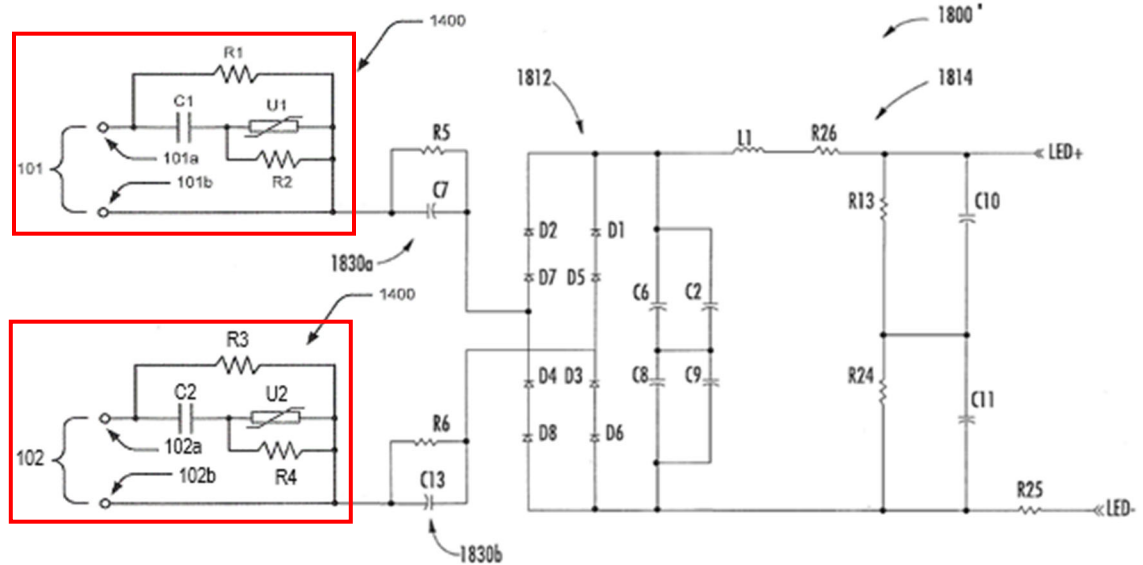 1400
1800'
R1
1812
1814
C1
U1
R5
L1
R26
LED+
101a
R2
101
101b
C7
R13
C10
D2
D1
1830a
D7
D5
1400
C6
C2
R3
C2
U2
D4
D3
C8
C9
R24
C11
R6
102a
D8
D6
102
R4
102b
C13
R25
LED-
1830b